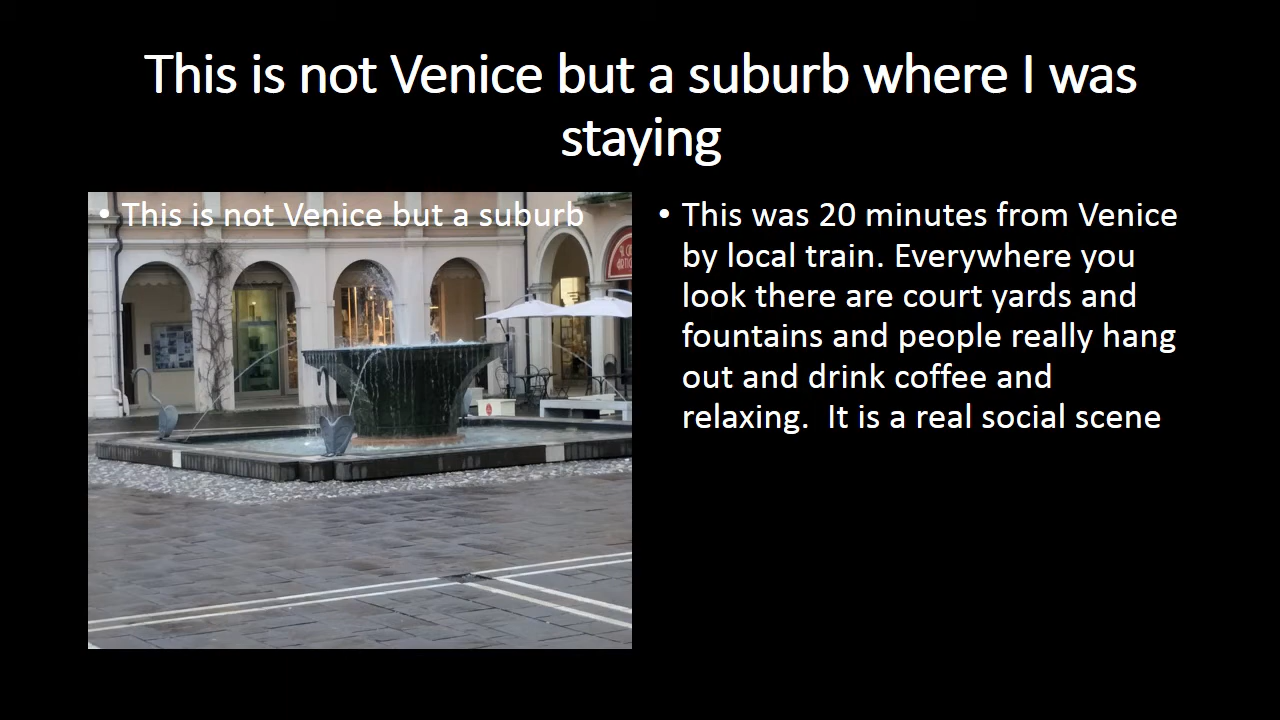 This is not Venice but a suburb where I was
staying
• This is not Venice but a suburb
• This was 20 minutes from Venice
by local train. Everywhere you
look there are court yards and
fountains and people really hang
out and drink coffee and
relaxing.  It is a real social scene